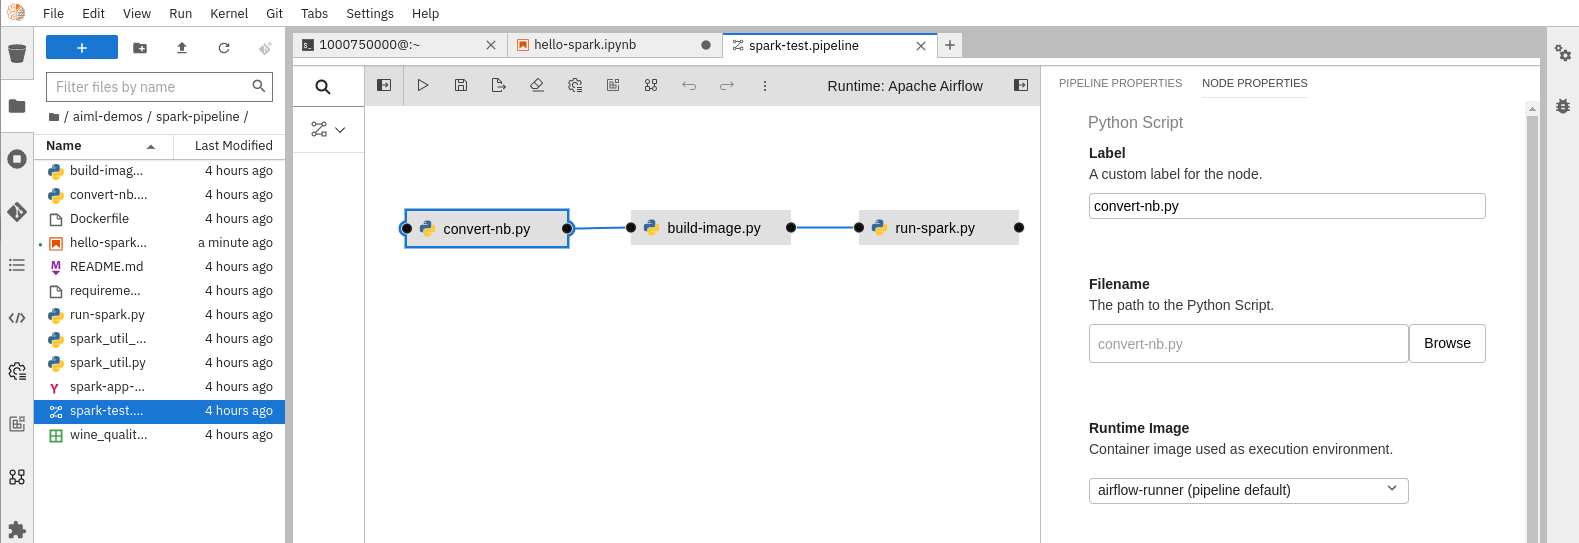 File Edit View Run Kernel Git Tabs Settings Help
1000750000@:~
hello-spark.ipynb
spark-test.pipeline
Filter files by name
/ aiml-demos / spark-pipeline /
Name Last Modified
build-imag... 4 hours ago
convert-nb.... 4 hours ago
Dockerfile 4 hours ago
hello-spark... a minute ago
README.md 4 hours ago
requireme... 4 hours ago
run-spark.py 4 hours ago
spark_util_... 4 hours ago
spark_util.py 4 hours ago
spark-app-... 4 hours ago
spark-test.... 4 hours ago
wine_qualit... 4 hours ago
Runtime: Apache Airflow
convert-nb.py
build-image.py
run-spark.py
PIPELINE PROPERTIES NODE PROPERTIES
Python Script
Label
A custom label for the node.
convert-nb.py
Filename
The path to the Python Script.
convert-nb.py
Browse
Runtime Image
Container image used as execution environment.
airflow-runner (pipeline default)